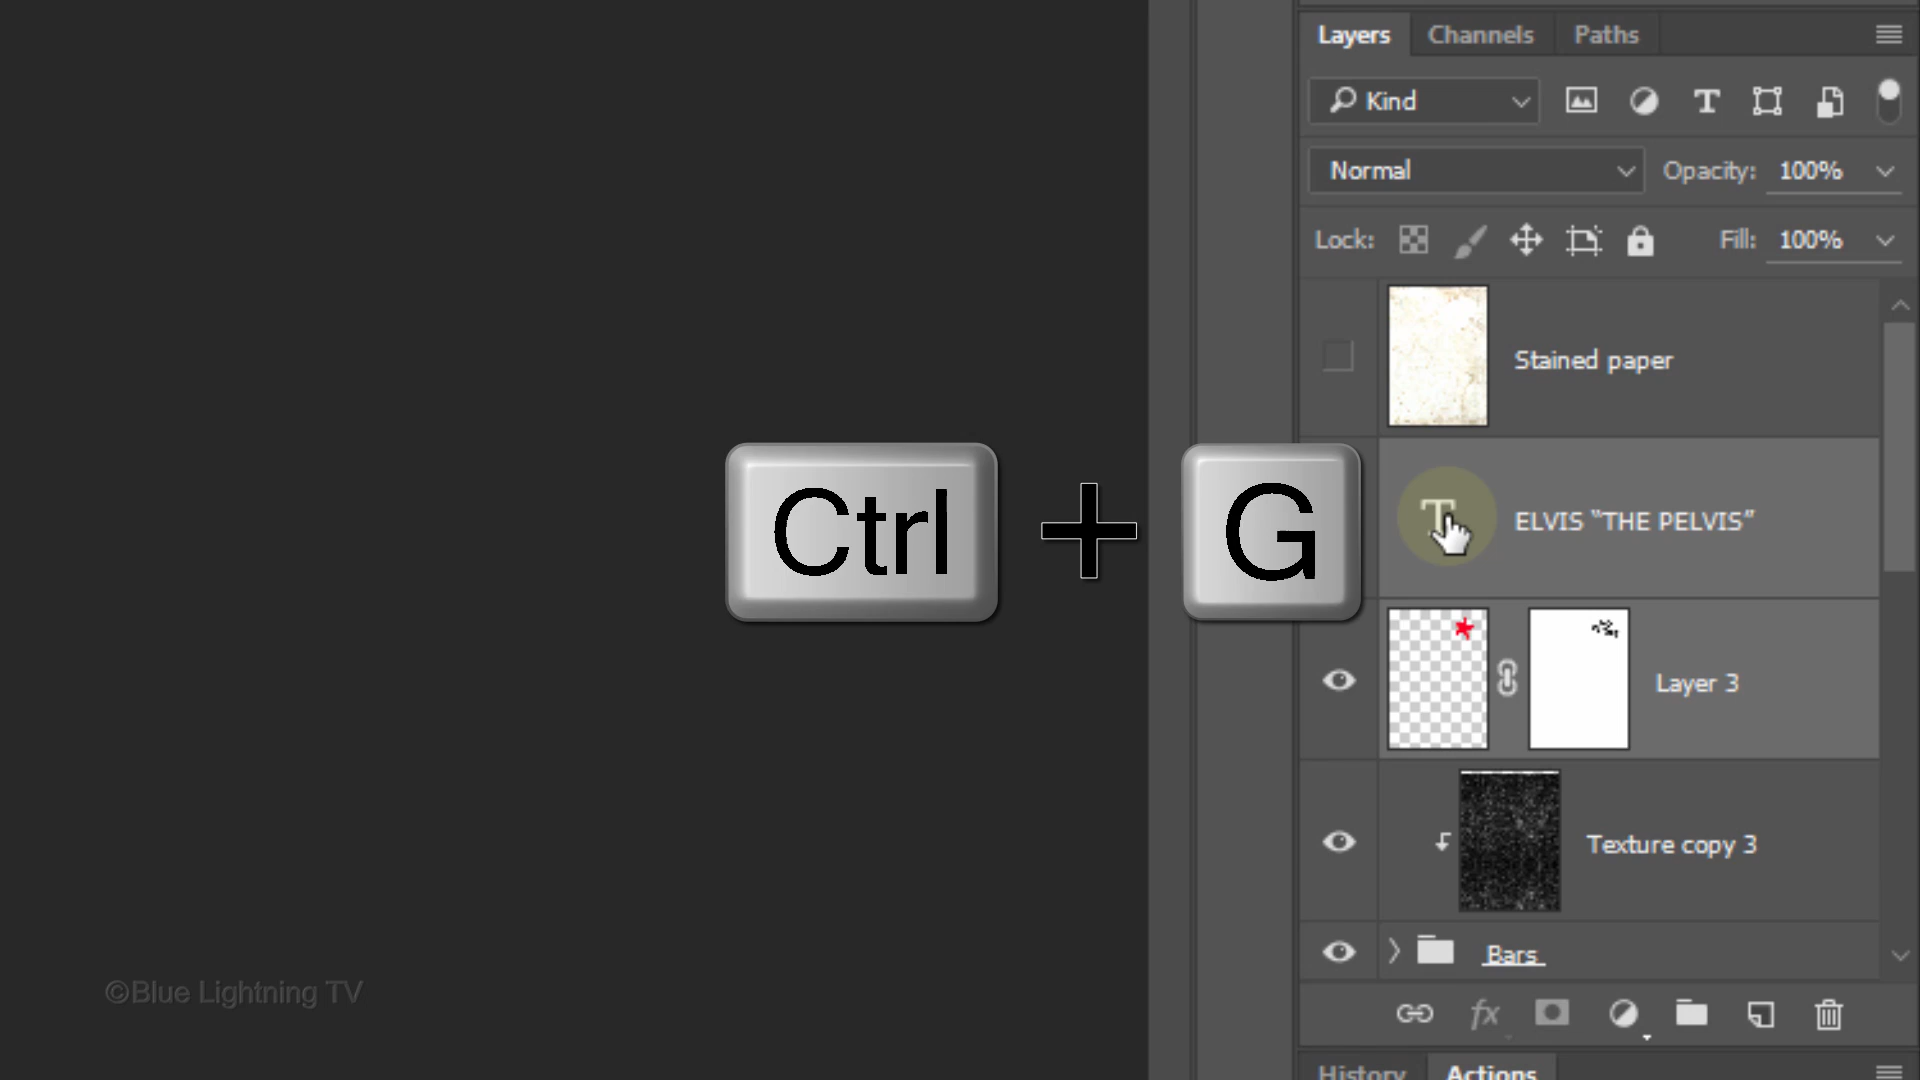 Layers Channels Paths
Kind
Normal Opacity: 100%
Lock: Fill: 100%
Stained paper
Ctrl + G
ELVIS “THE PELVIS”
Layer 3
Texture copy 3
Bars
©Blue Lightning TV
fx
History Actions